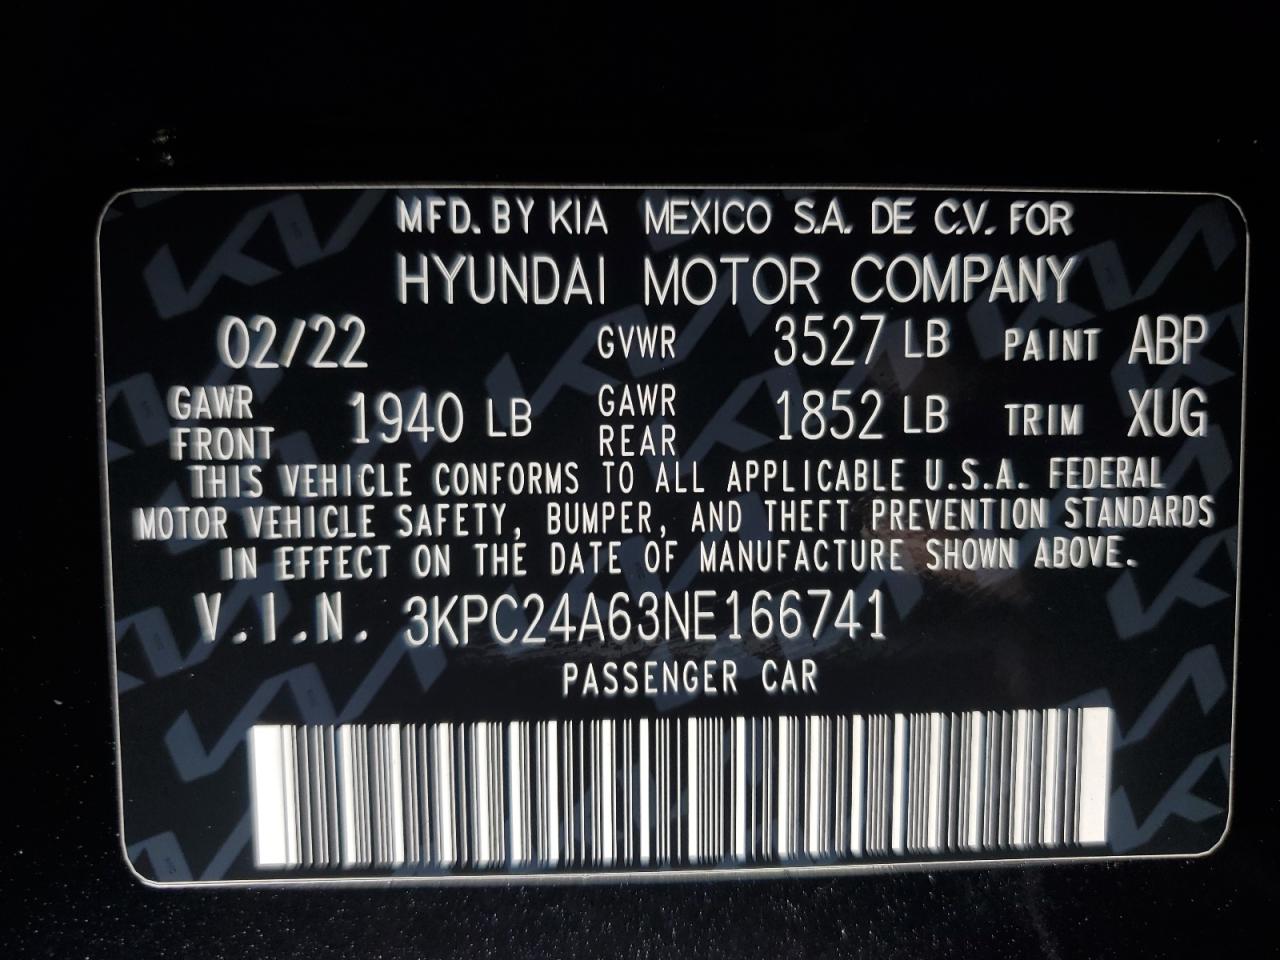 MFD. BY KIA MEXICO S.A. DE C.V. FOR
HYUNDAI MOTOR COMPANY
02/22 GVWR 3527 LB PAINT ABP
GAWR FRONT 1940 LB GAWR REAR 1852 LB TRIM XUG
THIS VEHICLE CONFORMS TO ALL APPLICABLE U.S.A. FEDERAL
MOTOR VEHICLE SAFETY, BUMPER, AND THEFT PREVENTION STANDARDS
IN EFFECT ON THE DATE OF MANUFACTURE SHOWN ABOVE.
V.I.N. 3KPC24A63NE166741
PASSENGER CAR